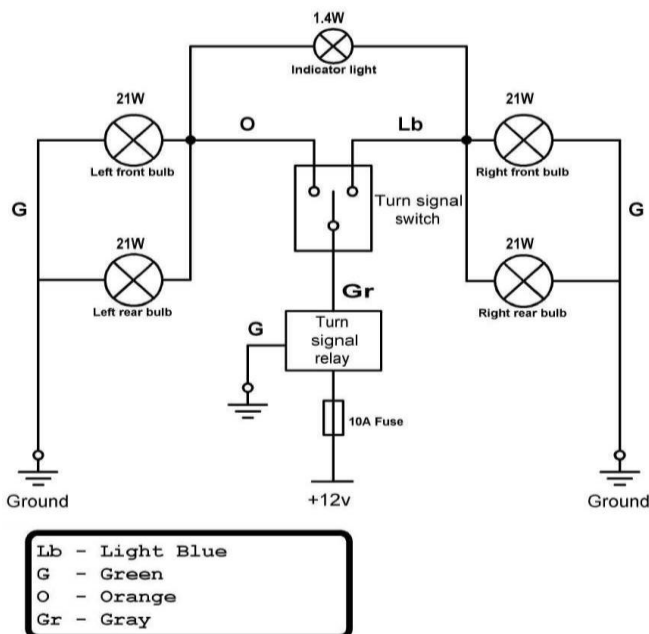 1.4W
Indicator light
21W
21W
O
Lb
Left front bulb
Right front bulb
G
G
Turn signal
switch
21W
21W
Gr
Left rear bulb
Right rear bulb
G
Turn
signal
relay
10A Fuse
Ground
+12v
Ground
Lb - Light Blue
G - Green
O - Orange
Gr - Gray